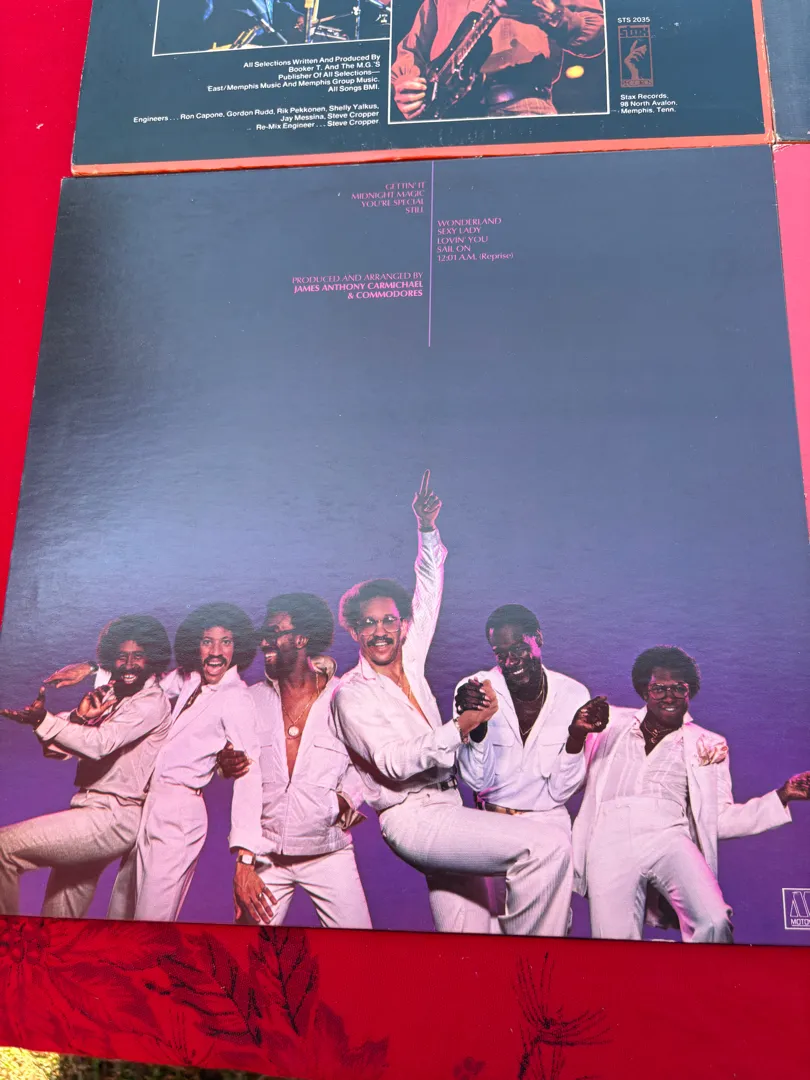 All Selections Written And Produced By
Booker T. And The M.G.'S
Publisher Of All Selections—
East/Memphis Music And Memphis Group Music.
All Songs BMI.
Engineers . . . Ron Capone, Gordon Rudd, Rik Pekkonen, Shelly Yalkus,
Jay Messina, Steve Cropper
Re-Mix Engineer . . . Steve Cropper
STS 2035
STAX
Stax Records,
98 North Avalon,
Memphis, Tenn.
GETTIN' IT
MIDNIGHT MAGIC
YOU'RE SPECIAL
STILL
WONDERLAND
SEXY LADY
LOVIN' YOU
SAIL ON
12:01 A.M. (Reprise)
PRODUCED AND ARRANGED BY
JAMES ANTHONY CARMICHAEL
& COMMODORES